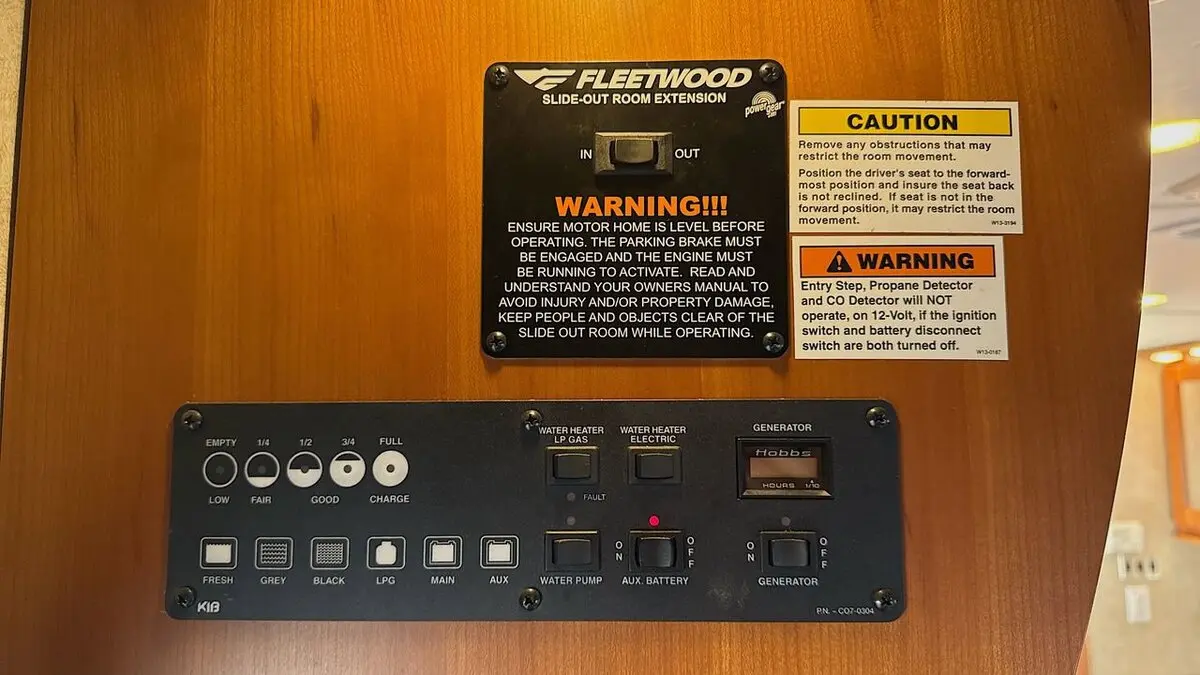 FLEETWOOD
SLIDE-OUT ROOM EXTENSION
powergear
IN OUT
WARNING!!!
ENSURE MOTOR HOME IS LEVEL BEFORE
OPERATING. THE PARKING BRAKE MUST
BE ENGAGED AND THE ENGINE MUST
BE RUNNING TO ACTIVATE. READ AND
UNDERSTAND YOUR OWNERS MANUAL TO
AVOID INJURY AND/OR PROPERTY DAMAGE,
KEEP PEOPLE AND OBJECTS CLEAR OF THE
SLIDE OUT ROOM WHILE OPERATING.
CAUTION
Remove any obstructions that may
restrict the room movement.
Position the driver's seat to the forward-
most position and insure the seat back
is not reclined. If seat is not in the
forward position, it may restrict the room
movement.
W13-0194
WARNING
Entry Step, Propane Detector
and CO Detector will NOT
operate, on 12-Volt, if the ignition
switch and battery disconnect
switch are both turned off.
W13-0187
EMPTY 1/4 1/2 3/4 FULL
LOW FAIR GOOD CHARGE
FRESH GREY BLACK LPG MAIN AUX
KIB
WATER HEATER
LP GAS
FAULT
WATER HEATER
ELECTRIC
GENERATOR
Hobbs
HOURS 1/10
WATER PUMP
ON OFF
AUX. BATTERY
ON OFF
GENERATOR
P.N. - CO7-0304